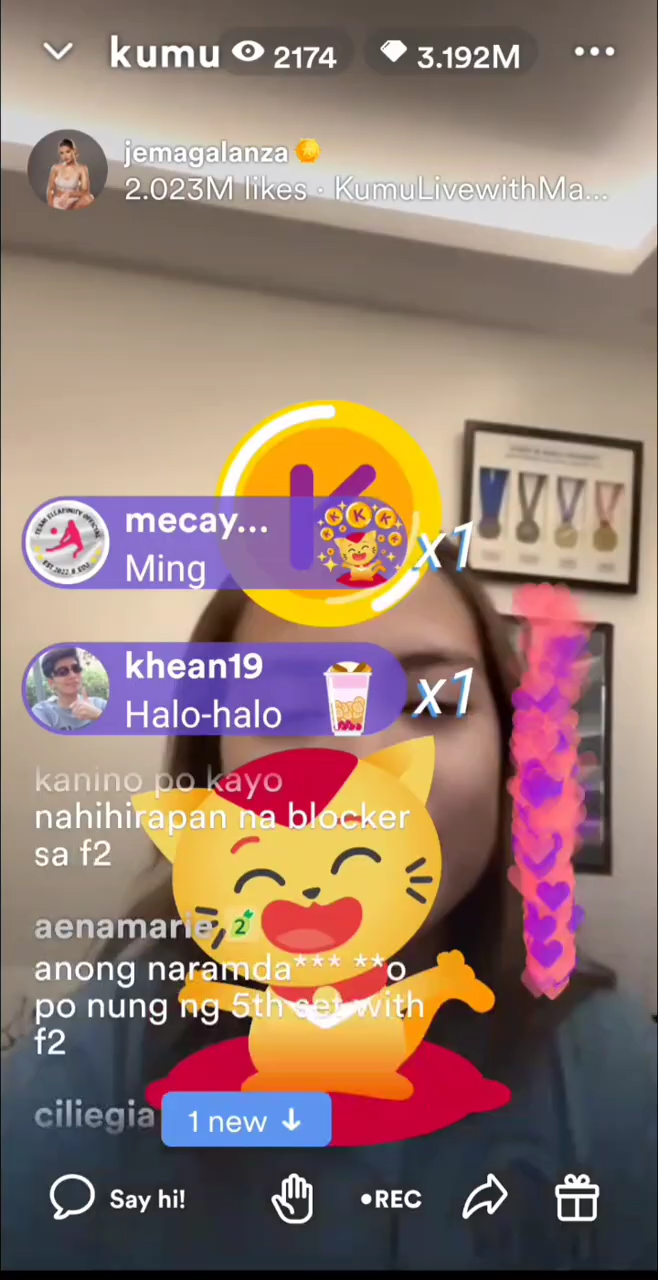 kumu 2174 3.192M
jemagalanza
2.023M likes · KumuLivewithMa...
K
mecay...
Ming
x1
khean19
Halo-halo
x1
kanino po kayo
nahihirapan na blocker
sa f2
aenamarie 2
anong naramda*** **o
po nung ng 5th set with
f2
ciliegia
1 new
Say hi!
REC